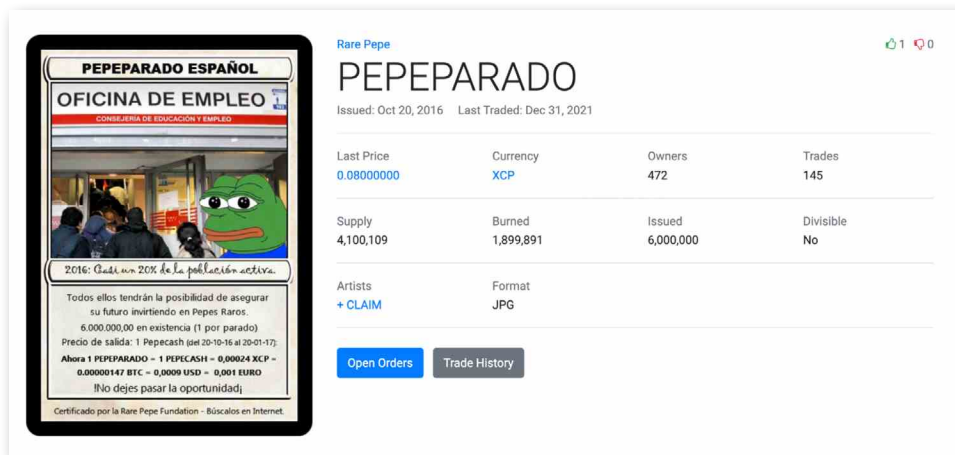 PEPEPARADO ESPAÑOL
OFICINA DE EMPLEO
CONSEJERÍA DE EDUCACIÓN Y EMPLEO
2016: Casi un 20% de la población activa.
Todos ellos tendrán la posibilidad de asegurar
su futuro invirtiendo en Pepes Raros.
6.000.000,00 en existencia (1 por parado)
Precio de salida: 1 Pepecash (del 20-10-16 al 20-01-17):
Ahora 1 PEPEPARADO = 1 PEPECASH = 0,00024 XCP =
0.00000147 BTC = 0,0009 USD = 0,001 EURO
!No dejes pasar la oportunidad¡
Certificado por la Rare Pepe Fundation - Búscalos en Internet.
Rare Pepe
1 0
PEPEPARADO
Issued: Oct 20, 2016 Last Traded: Dec 31, 2021
Last Price Currency Owners Trades
0.08000000 XCP 472 145
Supply Burned Issued Divisible
4,100,109 1,899,891 6,000,000 No
Artists Format
+ CLAIM JPG
Open Orders Trade History